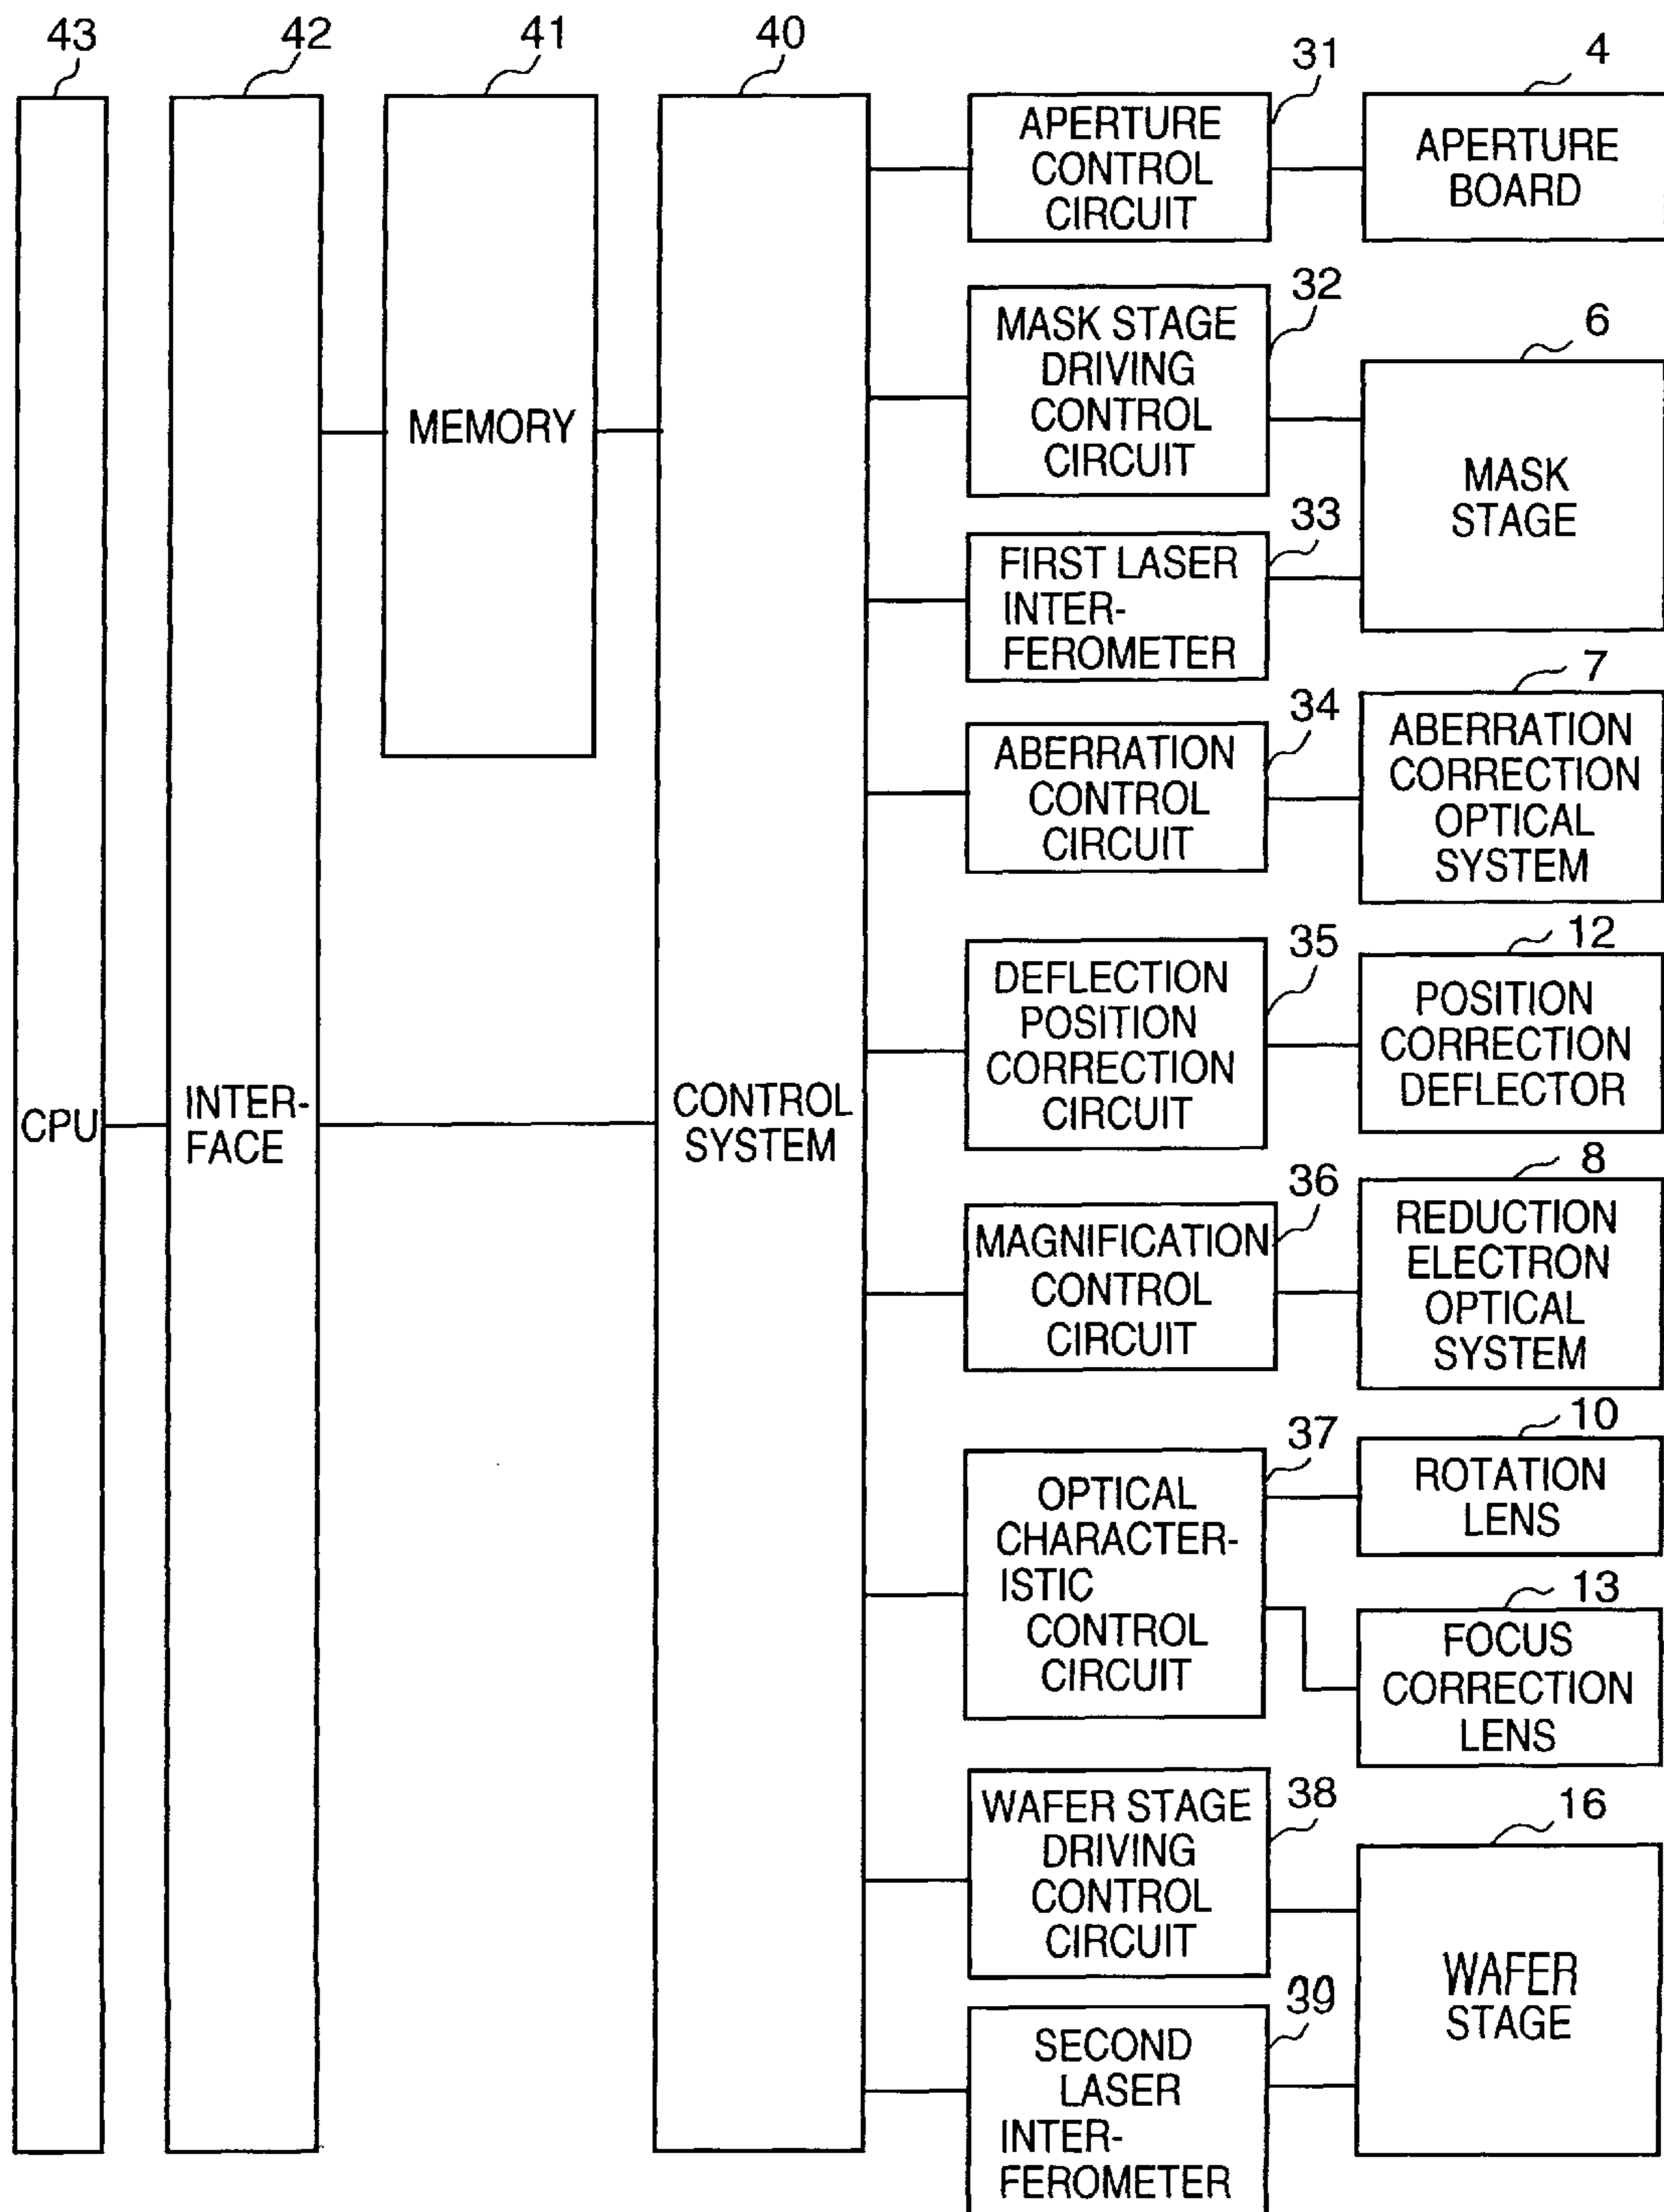 43
42
41
40
31
4
APERTURE
CONTROL
CIRCUIT
APERTURE
BOARD
32
MASK STAGE
DRIVING
CONTROL
CIRCUIT
6
MASK
STAGE
MEMORY
33
FIRST LASER
INTER-
FEROMETER
34
ABERRATION
CONTROL
CIRCUIT
7
ABERRATION
CORRECTION
OPTICAL
SYSTEM
35
DEFLECTION
POSITION
CORRECTION
CIRCUIT
12
POSITION
CORRECTION
DEFLECTOR
CPU
INTER-
FACE
CONTROL
SYSTEM
36
MAGNIFICATION
CONTROL
CIRCUIT
8
REDUCTION
ELECTRON
OPTICAL
SYSTEM
37
OPTICAL
CHARACTER-
ISTIC
CONTROL
CIRCUIT
10
ROTATION
LENS
13
FOCUS
CORRECTION
LENS
38
WAFER STAGE
DRIVING
CONTROL
CIRCUIT
16
WAFER
STAGE
39
SECOND
LASER
INTER-
FEROMETER